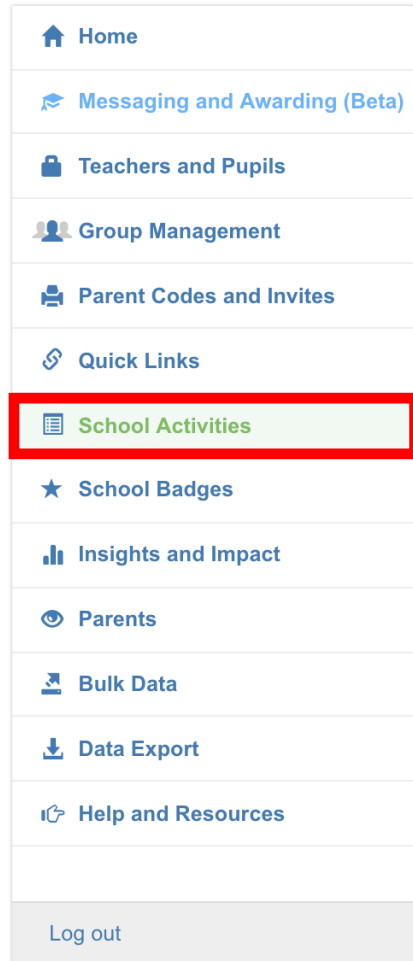 Home
Messaging and Awarding (Beta)
Teachers and Pupils
Group Management
Parent Codes and Invites
Quick Links
School Activities
School Badges
Insights and Impact
Parents
Bulk Data
Data Export
Help and Resources
Log out